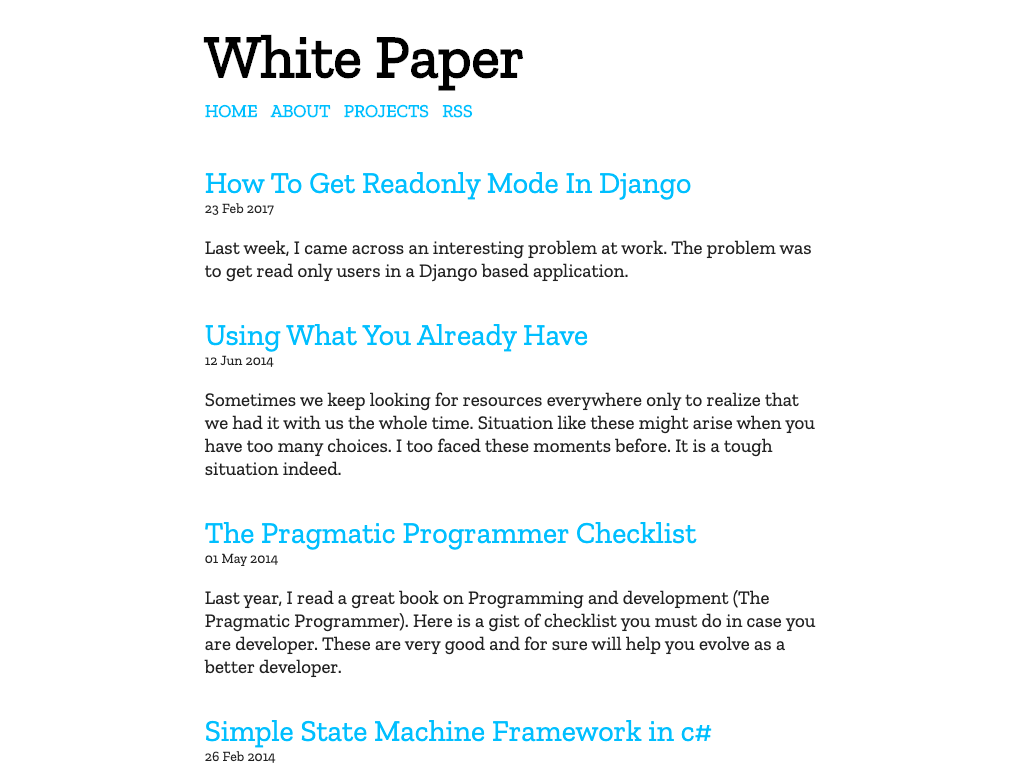 White Paper
HOME ABOUT PROJECTS RSS
How To Get Readonly Mode In Django
23 Feb 2017
Last week, I came across an interesting problem at work. The problem was
to get read only users in a Django based application.
Using What You Already Have
12 Jun 2014
Sometimes we keep looking for resources everywhere only to realize that
we had it with us the whole time. Situation like these might arise when you
have too many choices. I too faced these moments before. It is a tough
situation indeed.
The Pragmatic Programmer Checklist
01 May 2014
Last year, I read a great book on Programming and development (The
Pragmatic Programmer). Here is a gist of checklist you must do in case you
are developer. These are very good and for sure will help you evolve as a
better developer.
Simple State Machine Framework in c#
26 Feb 2014